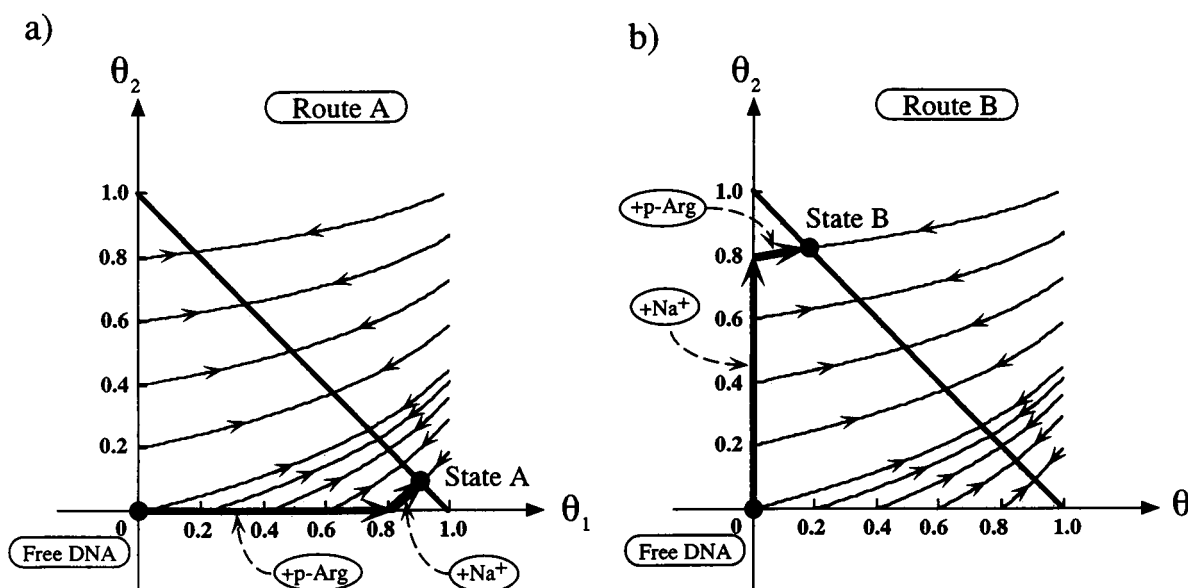 a)
θ2
Route A
1.0
0.8
0.6
0.4
0.2
State A
0
0.2
0.4
0.6
0.8
1.0
θ1
Free DNA
+p-Arg
+Na+
b)
θ2
Route B
+p-Arg
1.0
State B
0.8
+Na+
0.6
0.4
0.2
0
0.2
0.4
0.6
0.8
1.0
θ
Free DNA